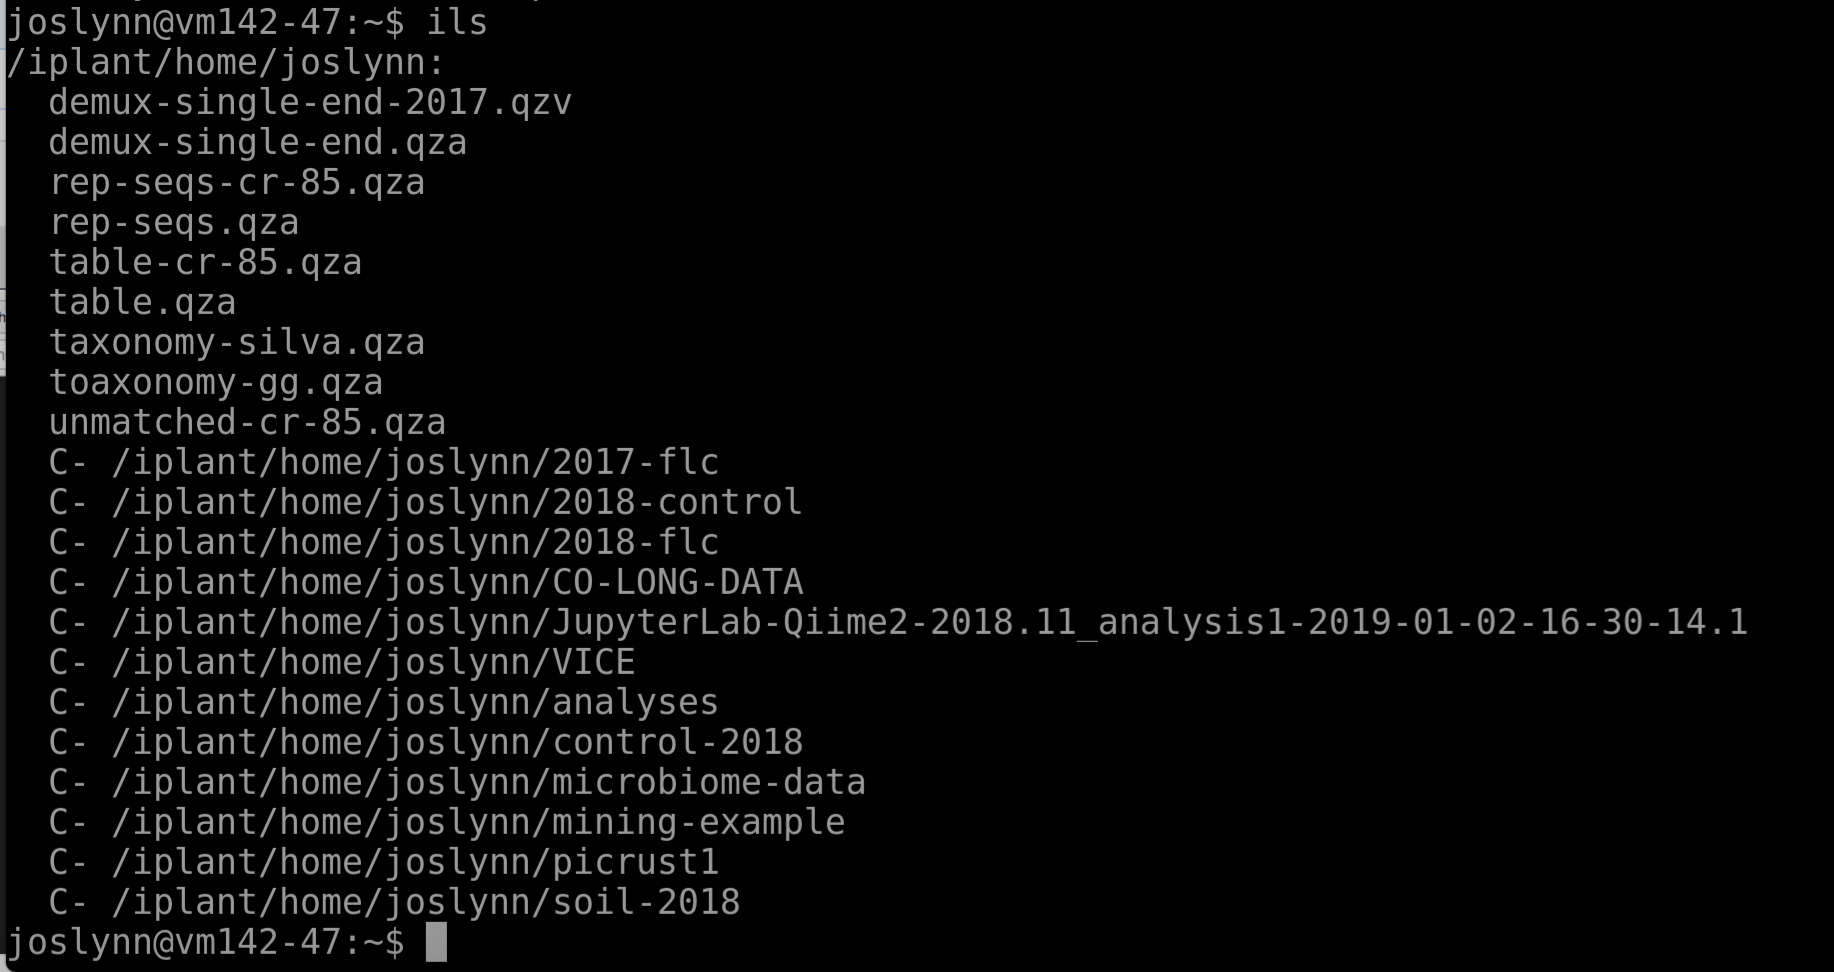 joslynn@vm142-47:~$ ils
/iplant/home/joslynn:
  demux-single-end-2017.qzv
  demux-single-end.qza
  rep-seqs-cr-85.qza
  rep-seqs.qza
  table-cr-85.qza
  table.qza
  taxonomy-silva.qza
  toaxonomy-gg.qza
  unmatched-cr-85.qza
  C- /iplant/home/joslynn/2017-flc
  C- /iplant/home/joslynn/2018-control
  C- /iplant/home/joslynn/2018-flc
  C- /iplant/home/joslynn/CO-LONG-DATA
  C- /iplant/home/joslynn/JupyterLab-Qiime2-2018.11_analysis1-2019-01-02-16-30-14.1
  C- /iplant/home/joslynn/VICE
  C- /iplant/home/joslynn/analyses
  C- /iplant/home/joslynn/control-2018
  C- /iplant/home/joslynn/microbiome-data
  C- /iplant/home/joslynn/mining-example
  C- /iplant/home/joslynn/picrust1
  C- /iplant/home/joslynn/soil-2018
joslynn@vm142-47:~$